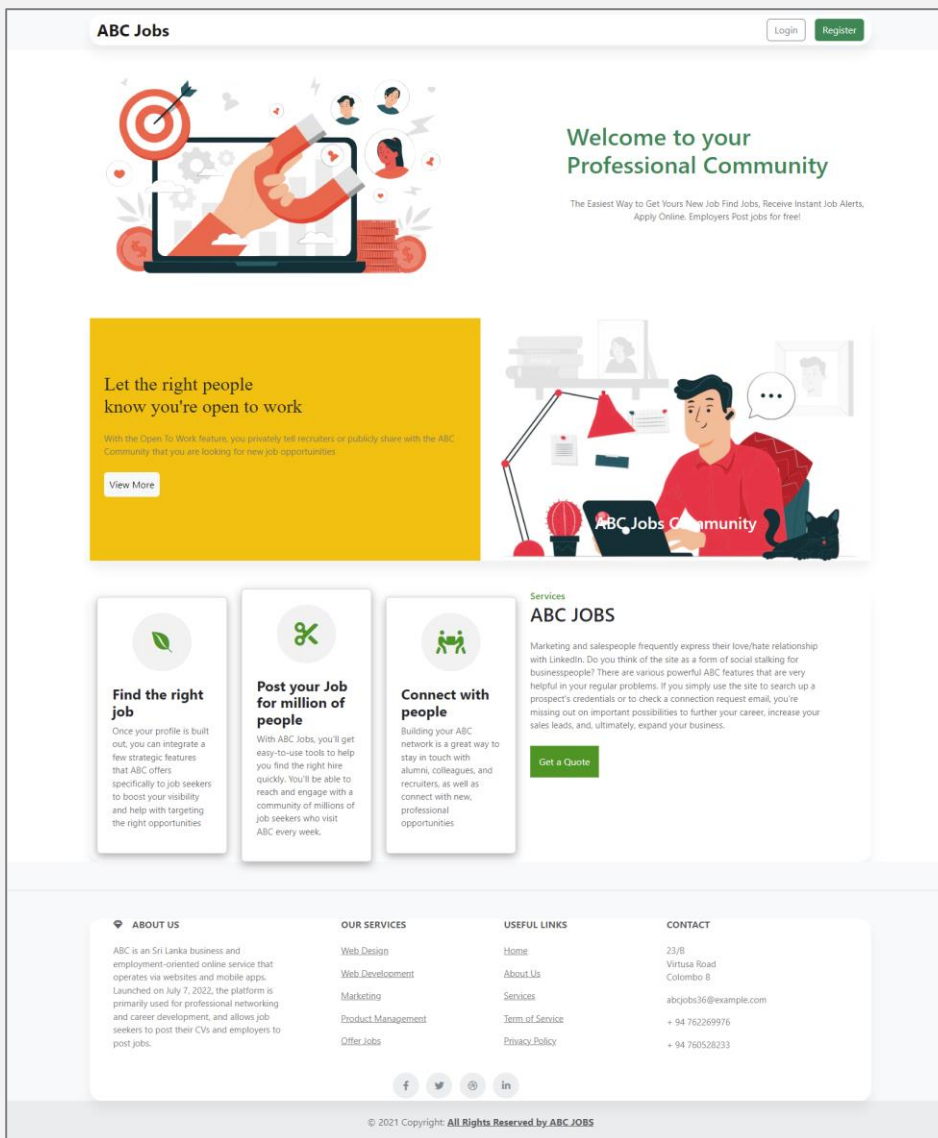 ABC Jobs
Login
Register
Welcome to your
Professional Community
The Easiest Way to Get Yours New Job Find Jobs, Receive Instant Job Alerts,
Apply Online. Employers Post jobs for free!
Let the right people
know you're open to work
With the Open To Work feature, you privately tell recruiters or publicly share with the ABC
Community that you are looking for new job opportuinities
View More
ABC Jobs Community
Find the right
job
Once your profile is built
out, you can integrate a
few strategic features
that ABC offers
specifically to job seekers
to boost your visibility
and help with targeting
the right opportunities
Post your Job
for million of
people
With ABC Jobs, you'll get
easy-to-use tools to help
you find the right hire
quickly. You'll be able to
reach and engage with a
community of millions of
job seekers who visit
ABC every week.
Connect with
people
Building your ABC
network is a great way to
stay in touch with
alumni, colleagues, and
recruiters, as well as
connect with new,
professional
opportunities
Services
ABC JOBS
Marketing and salespeople frequently express their love/hate relationship
with LinkedIn. Do you think of the site as a form of social stalking for
businesspeople? There are various powerful ABC features that are very
helpful in your regular problems. If you simply use the site to search up a
prospect's credentials or to check a connection request email, you're
missing out on important possibilities to further your career, increase your
sales leads, and, ultimately, expand your business.
Get a Quote
ABOUT US
ABC is an Sri Lanka business and
employment-oriented online service that
operates via websites and mobile apps.
Launched on July 7, 2022, the platform is
primarily used for professional networking
and career development, and allows job
seekers to post their CVs and employers to
post jobs.
OUR SERVICES
Web Design
Web Development
Marketing
Product Management
Offer Jobs
USEFUL LINKS
Home
About Us
Services
Term of Service
Privacy Policy
CONTACT
23/B
Virtusa Road
Colombo 8
abcjobs36@example.com
+ 94 762269976
+ 94 760528233
© 2021 Copyright: All Rights Reserved by ABC JOBS